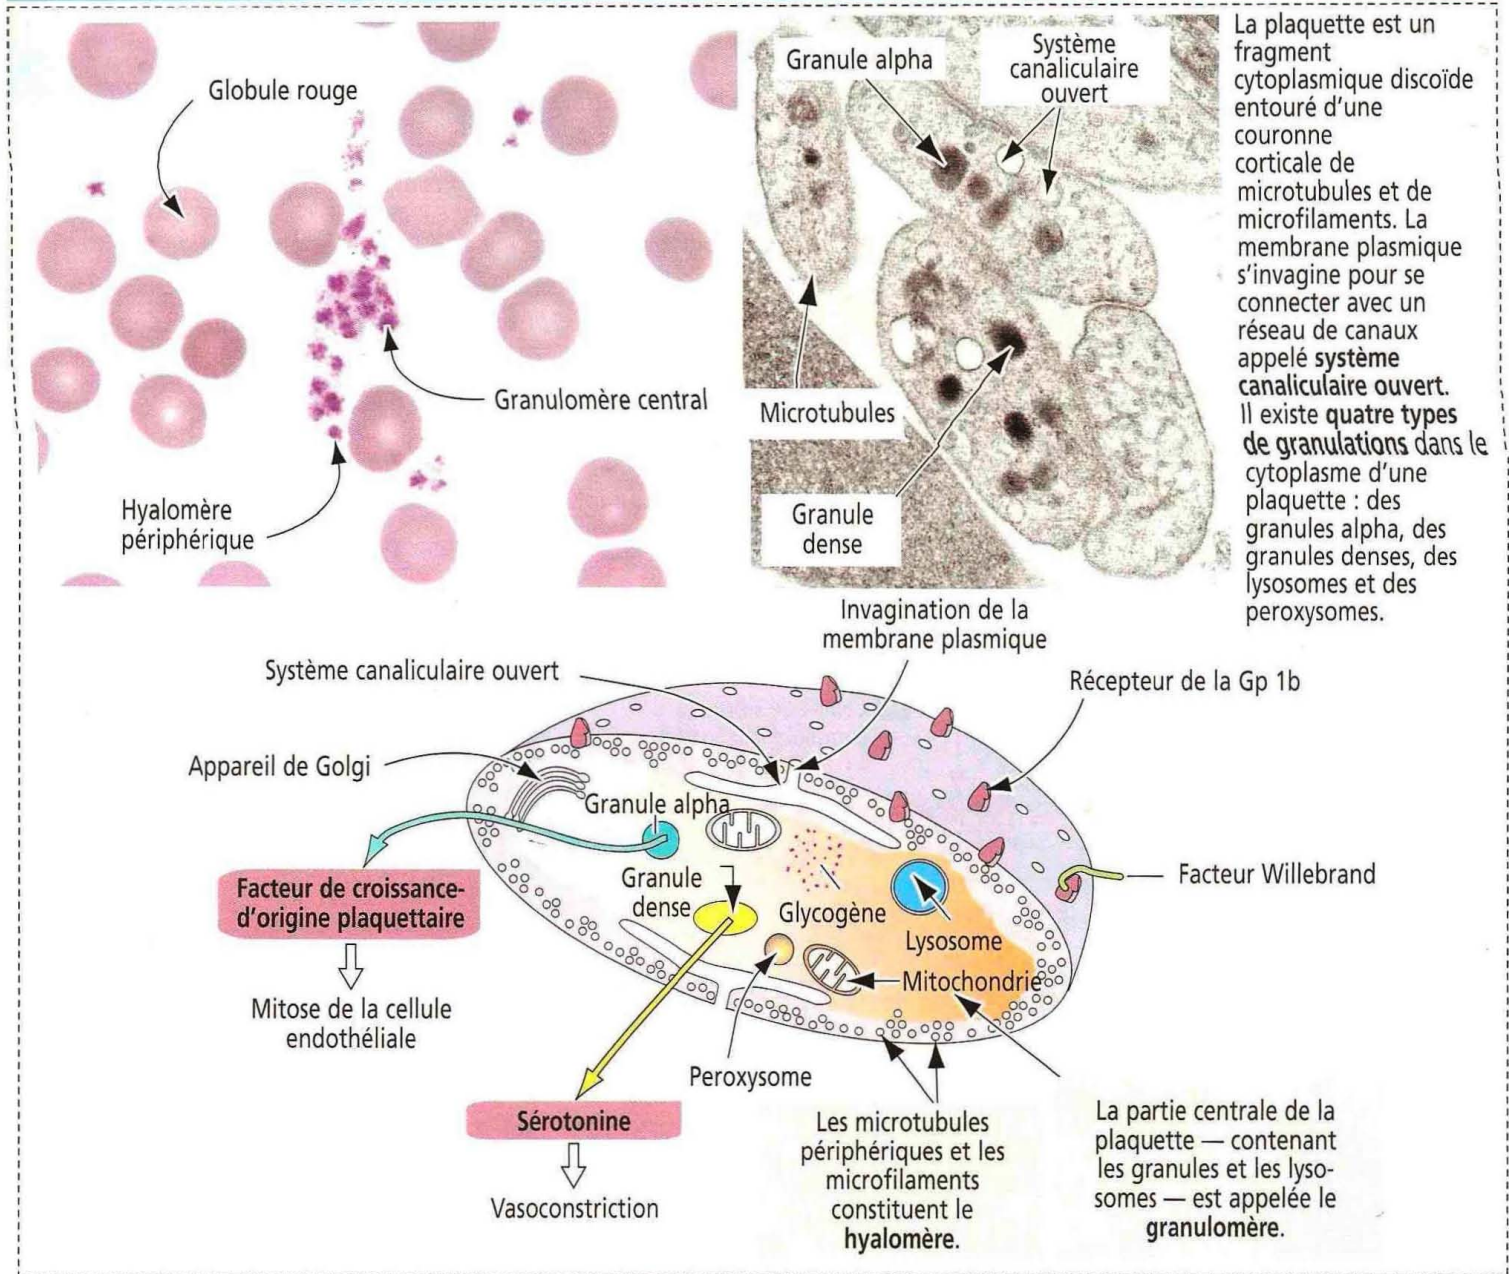 Globule rouge
Granulomère central
Hyalomère
périphérique
Granule alpha
Système
canaliculaire
ouvert
Microtubules
Granule
dense
La plaquette est un
fragment
cytoplasmique discoïde
entouré d'une
couronne
corticale de
microtubules et de
microfilaments. La
membrane plasmique
s'invagine pour se
connecter avec un
réseau de canaux
appelé système
canaliculaire ouvert.
Il existe quatre types
de granulations dans le
cytoplasme d'une
plaquette : des
granules alpha, des
granules denses, des
lysosomes et des
peroxysomes.
Invagination de la
membrane plasmique
Système canaliculaire ouvert
Récepteur de la Gp 1b
Appareil de Golgi
Granule alpha
Facteur de croissance-
d'origine plaquettaire
Granule
dense
Glycogène
Facteur Willebrand
Lysosome
Mitochondrie
Mitose de la cellule
endothéliale
Peroxysome
Sérotonine
Vasoconstriction
Les microtubules
périphériques et les
microfilaments
constituent le
hyalomère.
La partie centrale de la
plaquette — contenant
les granules et les lyso-
somes — est appelée le
granulomère.